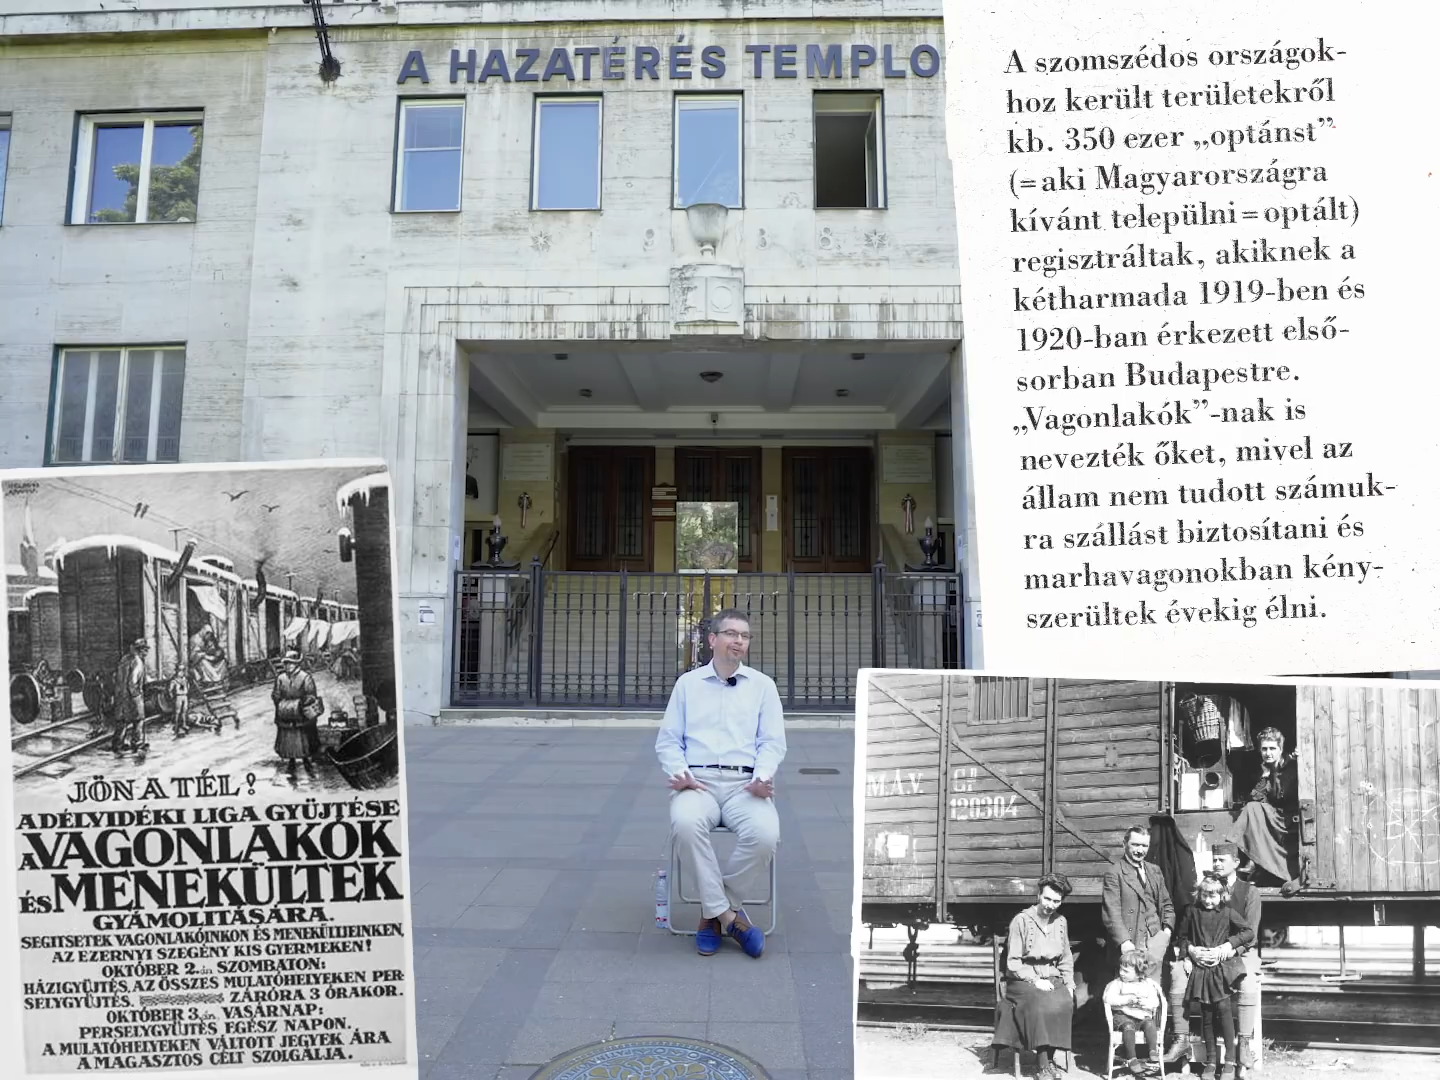 A HAZATÉRÉS TEMPLO
A szomszédos országok-
hoz került területekről
kb. 350 ezer „optánst”
(=aki Magyarországra
kívánt települni=optált)
regisztráltak, akiknek a
kétharmada 1919-ben és
1920-ban érkezett első-
sorban Budapestre.
„Vagonlakók”-nak is
nevezték őket, mivel az
állam nem tudott számuk-
ra szállást biztosítani és
marhavagonokban kény-
szerültek évekig élni.
JÖN A TÉL!
A DÉLVIDÉKI LIGA GYÜJTÉSE
A VAGONLAKÓK
ÉS MENEKÜLTEK
GYÁMOLITÁSÁRA.
SEGITSETEK VAGONLAKÓINKON ÉS MENEKÜLTJEINKEN,
AZ EZERNYI SZEGÉNY KIS GYERMEKEN!
OKTÓBER 2.án SZOMBATON:
HÁZIGYÜJTÉS, AZ ÖSSZES MULATÓHELYEKEN PER-
SELYGYÜJTÉS. ZÁRÓRA 3 ÓRAKOR.
OKTÓBER 3.án VASÁRNAP:
PERSELYGYÜJTÉS EGÉSZ NAPON.
A MULATÓHELYEKEN VÁLTOTT JEGYEK ÁRA
A MAGASZTOS CÉLT SZOLGÁLJA.
M.Á.V. G
120304